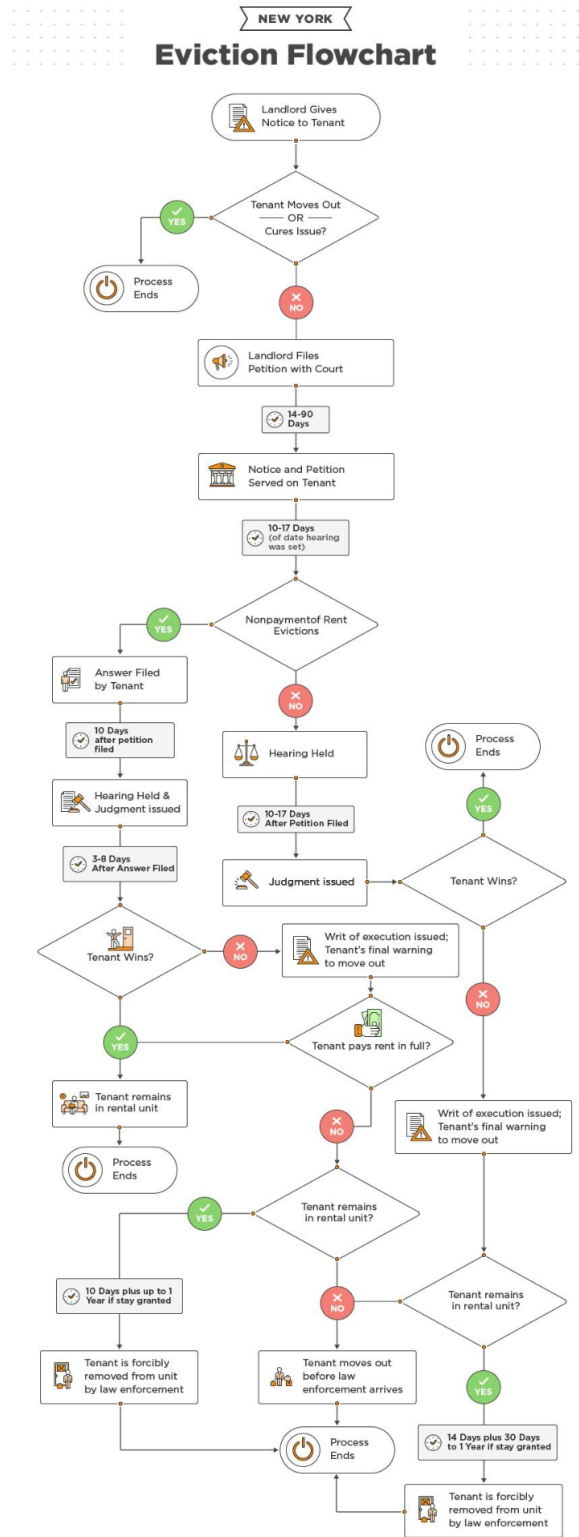 NEW YORK
Eviction Flowchart
Landlord Gives
Notice to Tenant
Tenant Moves Out
OR
Cures Issue?
YES
Process
Ends
NO
Landlord Files
Petition with Court
14-90
Days
Notice and Petition
Served on Tenant
10-17 Days
(of date hearing
was set)
Nonpaymentof Rent
Evictions
YES
Answer Filed
by Tenant
NO
10 Days
after petition
filed
Hearing Held
Process
Ends
Hearing Held &
Judgment issued
10-17 Days
After Petition Filed
YES
3-8 Days
After Answer Filed
Judgment issued
Tenant Wins?
Tenant Wins?
NO
Writ of execution issued;
Tenant's final warning
to move out
NO
YES
Tenant pays rent in full?
Tenant remains
in rental unit
NO
Writ of execution issued;
Tenant's final warning
to move out
Process
Ends
YES
Tenant remains
in rental unit?
10 Days plus up to 1
Year if stay granted
NO
Tenant remains
in rental unit?
Tenant is forcibly
removed from unit
by law enforcement
Tenant moves out
before law
enforcement arrives
YES
Process
Ends
14 Days plus 30 Days
to 1 Year if stay granted
Tenant is forcibly
removed from unit
by law enforcement